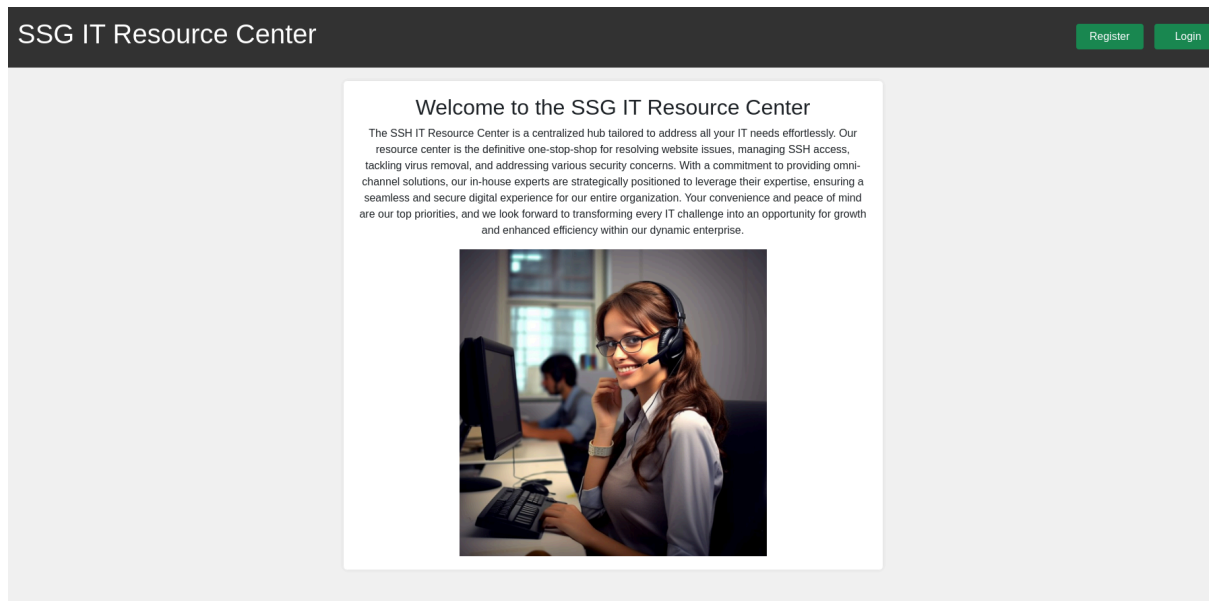 SSG IT Resource Center
Register
Login
Welcome to the SSG IT Resource Center
The SSH IT Resource Center is a centralized hub tailored to address all your IT needs effortlessly. Our
resource center is the definitive one-stop-shop for resolving website issues, managing SSH access,
tackling virus removal, and addressing various security concerns. With a commitment to providing omni-
channel solutions, our in-house experts are strategically positioned to leverage their expertise, ensuring a
seamless and secure digital experience for our entire organization. Your convenience and peace of mind
are our top priorities, and we look forward to transforming every IT challenge into an opportunity for growth
and enhanced efficiency within our dynamic enterprise.